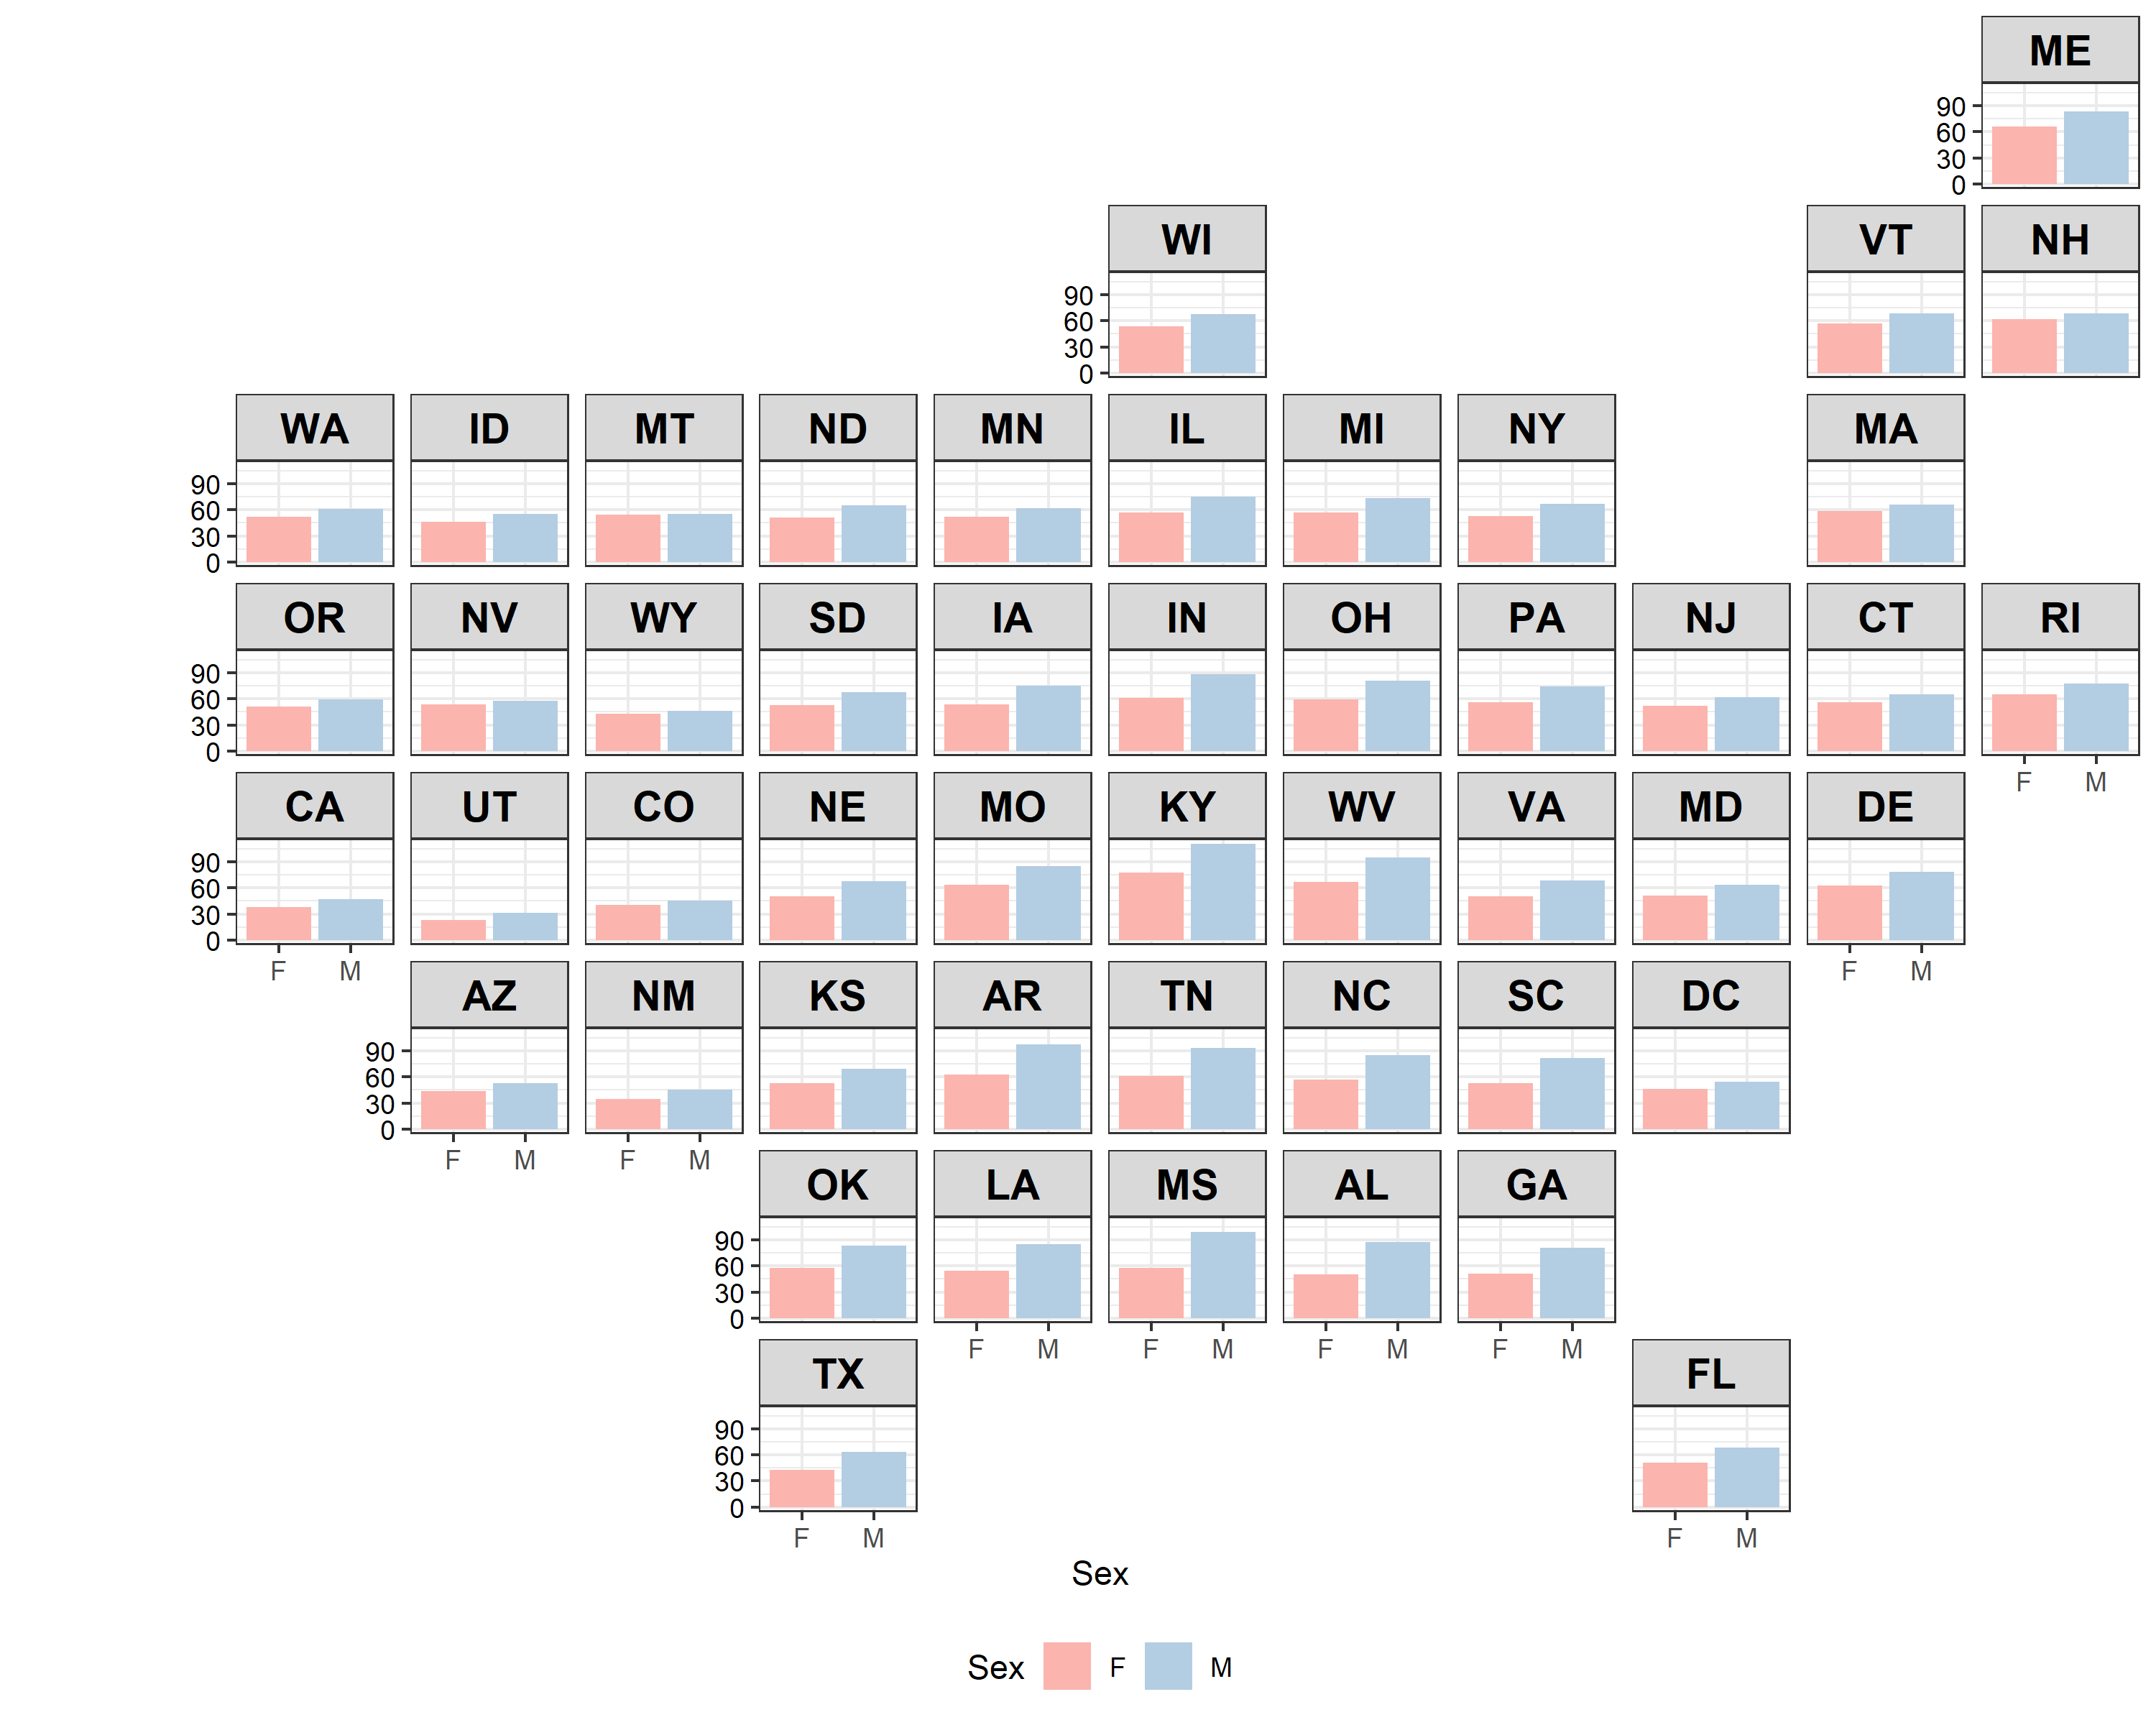 ME
90
60
30
0
WI VT NH
90
60
30
0
WA ID MT ND MN IL MI NY MA
90
60
30
0
OR NV WY SD IA IN OH PA NJ CT RI
90
60
30
0
F M
CA UT CO NE MO KY WV VA MD DE
90
60
30
0
F M F M
AZ NM KS AR TN NC SC DC
90
60
30
0
F M F M
OK LA MS AL GA
90
60
30
0
F M F M F M F M
TX FL
90
60
30
0
F M F M
Sex
Sex F M